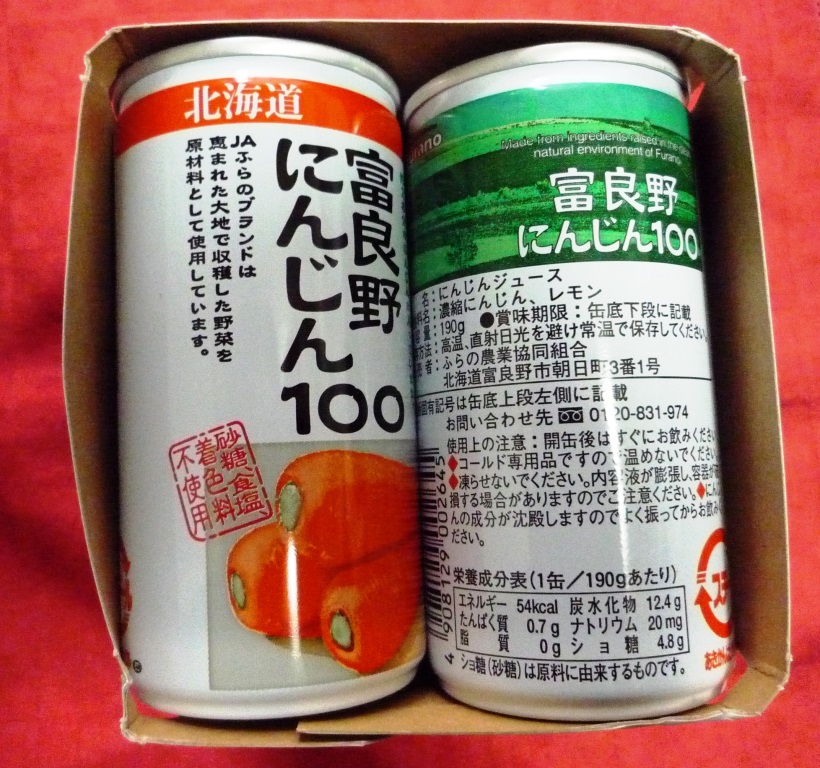 北海道
富良野
にんじん100
JAふらのブランドは
恵まれた大地で収穫した野菜を
原材料として使用しています。
砂糖、食塩、
着色料
不使用
Made from ingredients raised in the
natural environment of Furano.
富良野
にんじん100
名：にんじんジュース
名：濃縮にんじん、レモン
量：190g ●賞味期限：缶底下段に記載
方法：高温、直射日光を避け常温で保存してください
者：ふらの農業協同組合
北海道富良野市朝日町3番1号
固有記号は缶底上段左側に記載
お問い合わせ先 0120-831-974
使用上の注意：開缶後はすぐにお飲みくだ
◆コールド専用品ですので温めないでくださ
◆凍らせないでください。内容液が膨張し、容器が
損する場合がありますのでご注意ください。◆にん
んの成分が沈殿しますのでよく振ってからお飲み
ださい。
栄養成分表(1缶／190gあたり)
エネルギー 54kcal 炭水化物 12.4g
たんぱく質 0.7g ナトリウム 20mg
脂質 0g ショ糖 4.8g
ショ糖(砂糖)は原料に由来するものです。
4 908129 002645